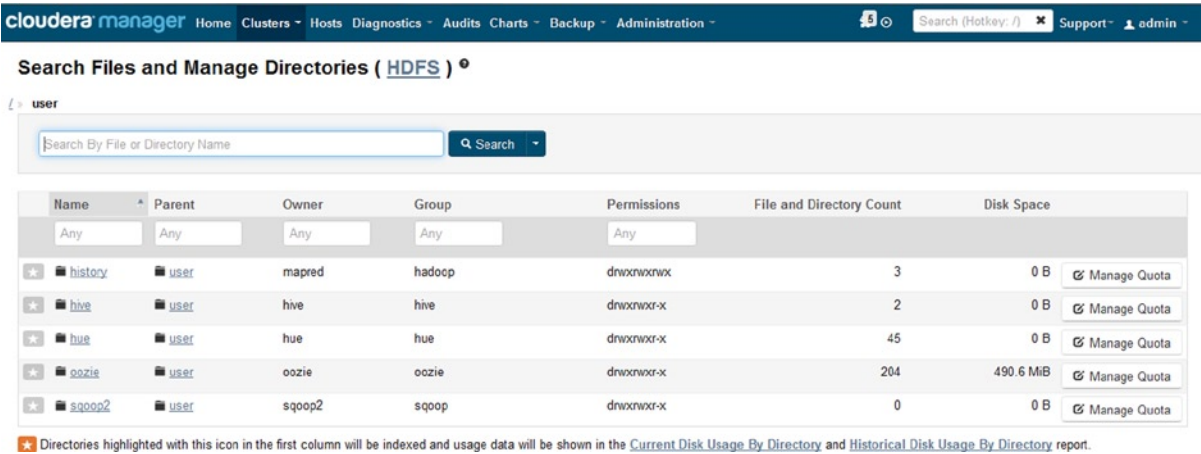 cloudera manager Home Clusters Hosts Diagnostics Audits Charts Backup Administration 5 Search (Hotkey: /) Support admin
Search Files and Manage Directories ( HDFS ) ?
/ > user
Search By File or Directory Name Search
Name Parent Owner Group Permissions File and Directory Count Disk Space
Any Any Any Any Any
history user mapred hadoop drwxrwxrwx 3 0 B Manage Quota
hive user hive hive drwxrwxr-x 2 0 B Manage Quota
hue user hue hue drwxrwxr-x 45 0 B Manage Quota
oozie user oozie oozie drwxrwxr-x 204 490.6 MiB Manage Quota
sqoop2 user sqoop2 sqoop drwxrwxr-x 0 0 B Manage Quota
Directories highlighted with this icon in the first column will be indexed and usage data will be shown in the Current Disk Usage By Directory and Historical Disk Usage By Directory report.